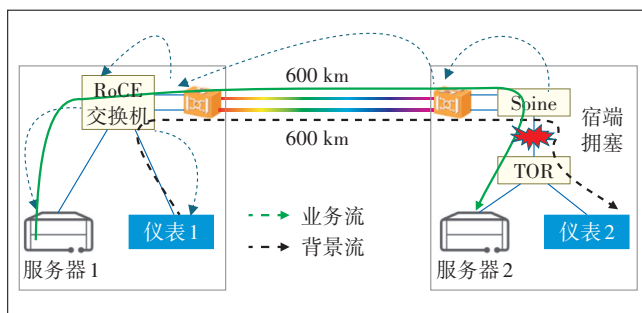 600 km
RoCE
交换机
Spine
宿端
拥塞
600 km
TOR
业务流
仪表1
仪表2
背景流
服务器1
服务器2